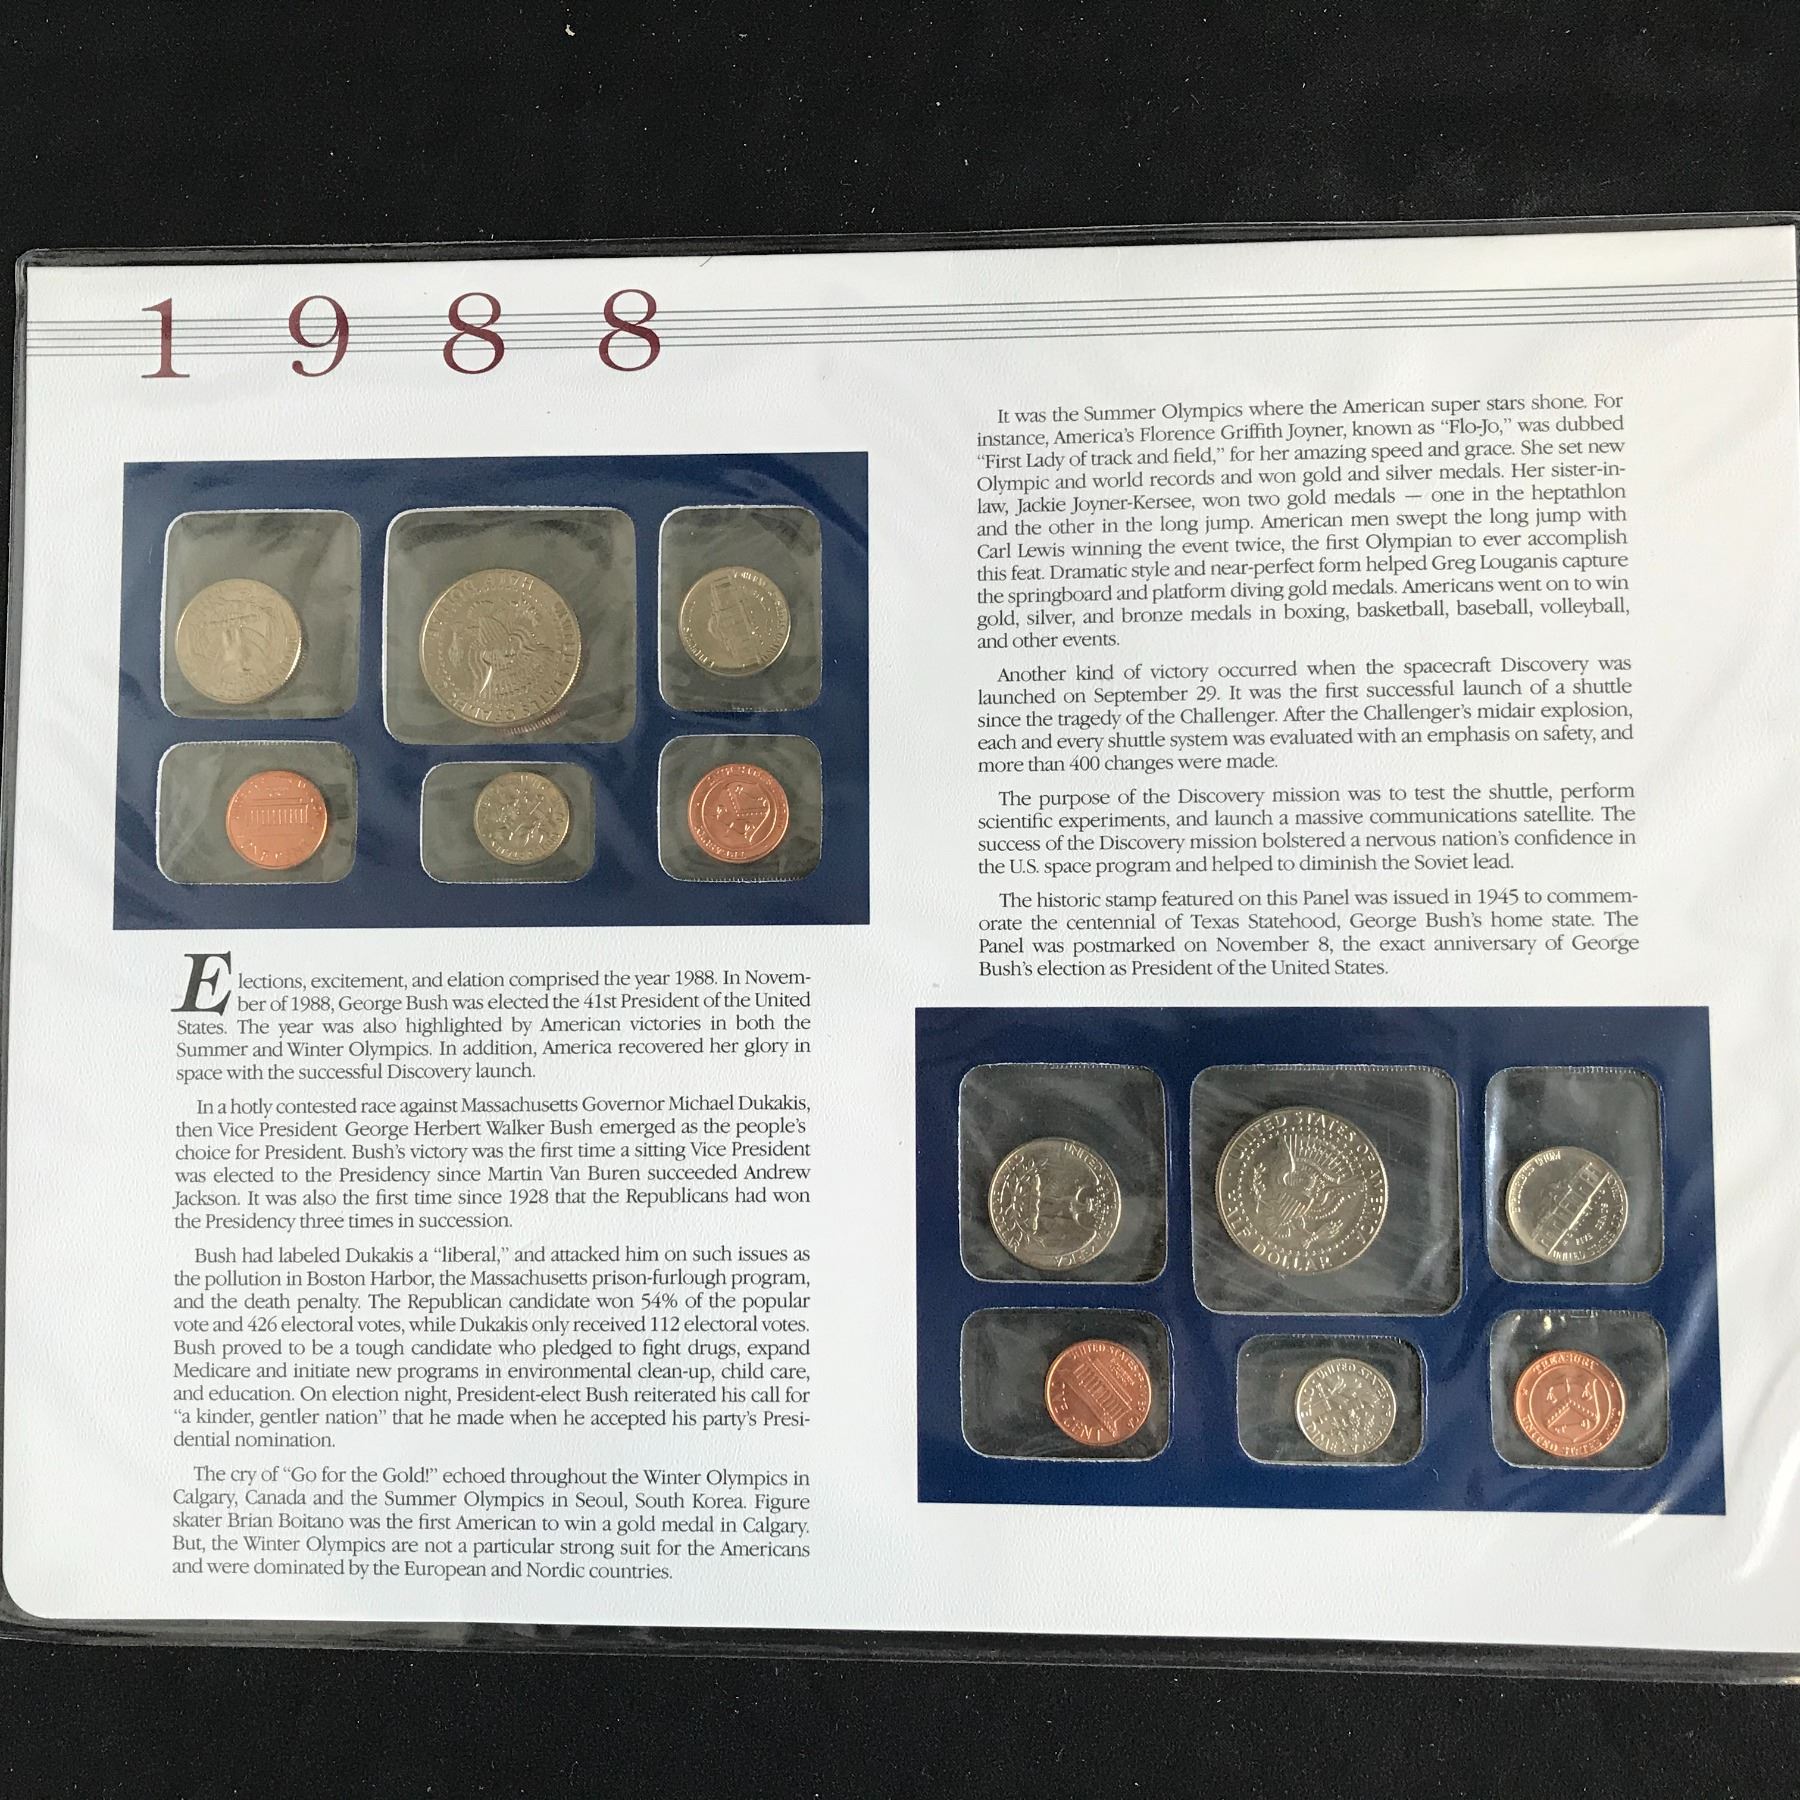 1988
Elections, excitement, and elation comprised the year 1988. In Novem-
ber of 1988, George Bush was elected the 41st President of the United
States. The year was also highlighted by American victories in both the
Summer and Winter Olympics. In addition, America recovered her glory in
space with the successful Discovery launch.
In a hotly contested race against Massachusetts Governor Michael Dukakis,
then Vice President George Herbert Walker Bush emerged as the people's
choice for President. Bush's victory was the first time a sitting Vice President
was elected to the Presidency since Martin Van Buren succeeded Andrew
Jackson. It was also the first time since 1928 that the Republicans had won
the Presidency three times in succession.
Bush had labeled Dukakis a “liberal,” and attacked him on such issues as
the pollution in Boston Harbor, the Massachusetts prison-furlough program,
and the death penalty. The Republican candidate won 54% of the popular
vote and 426 electoral votes, while Dukakis only received 112 electoral votes.
Bush proved to be a tough candidate who pledged to fight drugs, expand
Medicare and initiate new programs in environmental clean-up, child care,
and education. On election night, President-elect Bush reiterated his call for
“a kinder, gentler nation” that he made when he accepted his party's Presi-
dential nomination.
The cry of “Go for the Gold!” echoed throughout the Winter Olympics in
Calgary, Canada and the Summer Olympics in Seoul, South Korea. Figure
skater Brian Boitano was the first American to win a gold medal in Calgary.
But, the Winter Olympics are not a particular strong suit for the Americans
and were dominated by the European and Nordic countries.
It was the Summer Olympics where the American super stars shone. For
instance, America's Florence Griffith Joyner, known as “Flo-Jo,” was dubbed
“First Lady of track and field,” for her amazing speed and grace. She set new
Olympic and world records and won gold and silver medals. Her sister-in-
law, Jackie Joyner-Kersee, won two gold medals — one in the heptathlon
and the other in the long jump. American men swept the long jump with
Carl Lewis winning the event twice, the first Olympian to ever accomplish
this feat. Dramatic style and near-perfect form helped Greg Louganis capture
the springboard and platform diving gold medals. Americans went on to win
gold, silver, and bronze medals in boxing, basketball, baseball, volleyball,
and other events.
Another kind of victory occurred when the spacecraft Discovery was
launched on September 29. It was the first successful launch of a shuttle
since the tragedy of the Challenger. After the Challenger's midair explosion,
each and every shuttle system was evaluated with an emphasis on safety, and
more than 400 changes were made.
The purpose of the Discovery mission was to test the shuttle, perform
scientific experiments, and launch a massive communications satellite. The
success of the Discovery mission bolstered a nervous nation's confidence in
the U.S. space program and helped to diminish the Soviet lead.
The historic stamp featured on this Panel was issued in 1945 to commem-
orate the centennial of Texas Statehood, George Bush's home state. The
Panel was postmarked on November 8, the exact anniversary of George
Bush's election as President of the United States.
UNITED STATES OF AMERICA
HALF DOLLAR
TREASURY
UNITED STATES